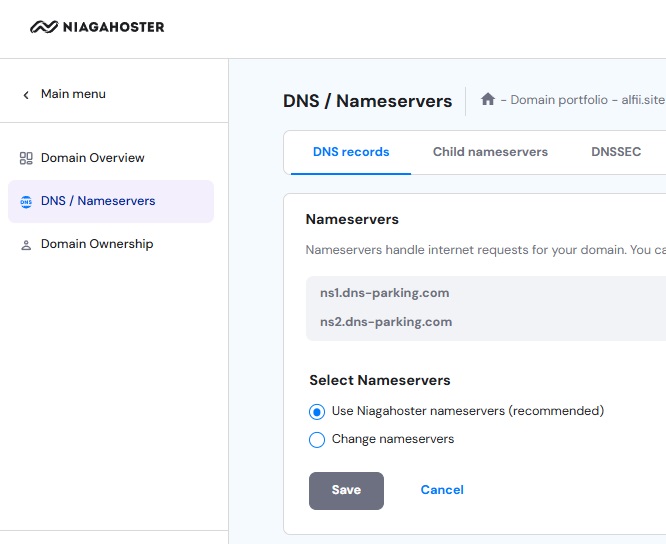 NIAGAHOSTER
Main menu
Domain Overview
DNS / Nameservers
Domain Ownership
DNS / Nameservers
- Domain portfolio - alfii.site
DNS records
Child nameservers
DNSSEC
Nameservers
Nameservers handle internet requests for your domain. You ca
ns1.dns-parking.com
ns2.dns-parking.com
Select Nameservers
Use Niagahoster nameservers (recommended)
Change nameservers
Save
Cancel